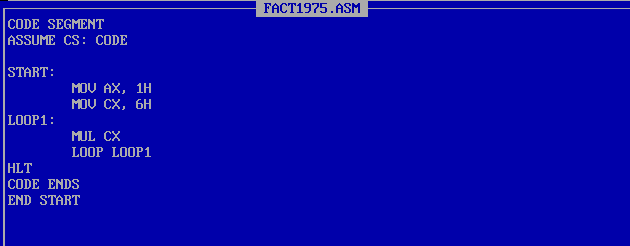 FACT1975.ASM
CODE SEGMENT
ASSUME CS: CODE
START:
MOV AX, 1H
MOV CX, 6H
LOOP1:
MUL CX
LOOP LOOP1
HLT
CODE ENDS
END START